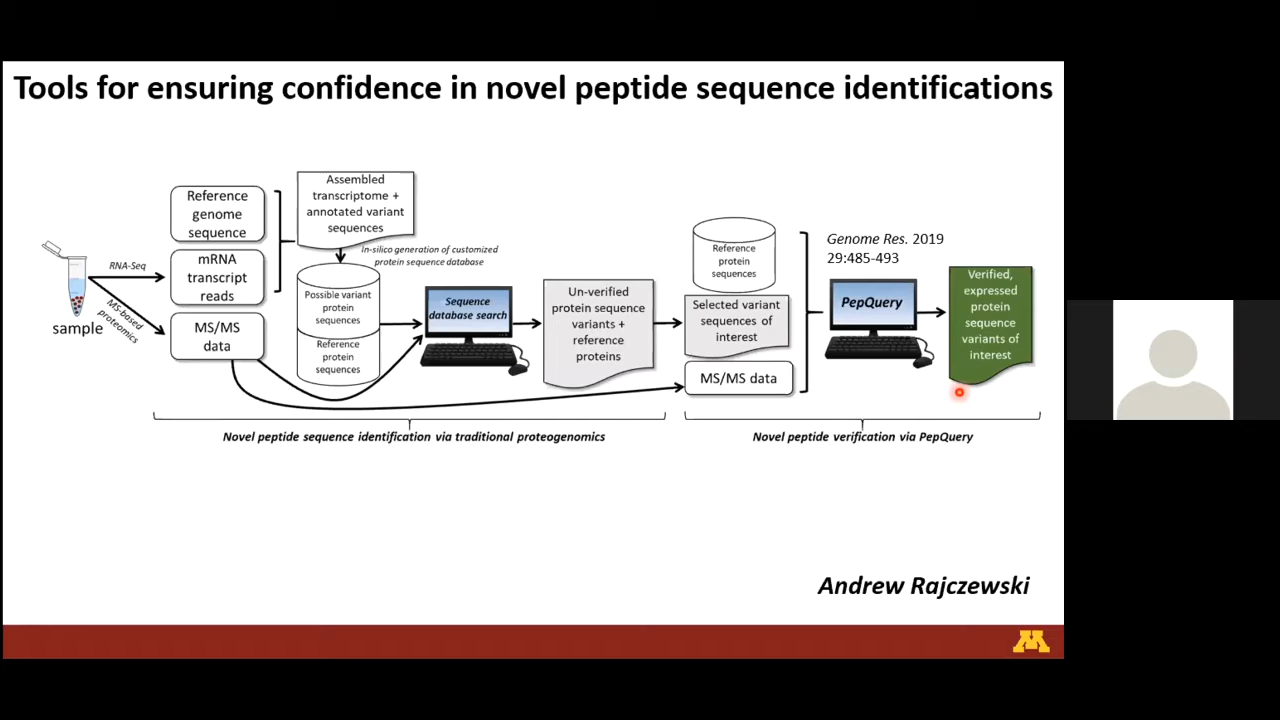 Tools for ensuring confidence in novel peptide sequence identifications
Reference
genome
sequence
Assembled
transcriptome +
annotated variant
sequences
RNA-Seq
mRNA
transcript
reads
In-silico generation of customized
protein sequence database
MS-based
proteomics
sample
MS/MS
data
Possible variant
protein
sequences
Reference
protein
sequences
Sequence
database search
Un-verified
protein sequence
variants +
reference
proteins
Reference
protein
sequences
Selected variant
sequences of
interest
MS/MS data
Genome Res. 2019
29:485-493
PepQuery
Verified,
expressed
protein
sequence
variants of
interest
Novel peptide sequence identification via traditional proteogenomics
Novel peptide verification via PepQuery
Andrew Rajczewski
M